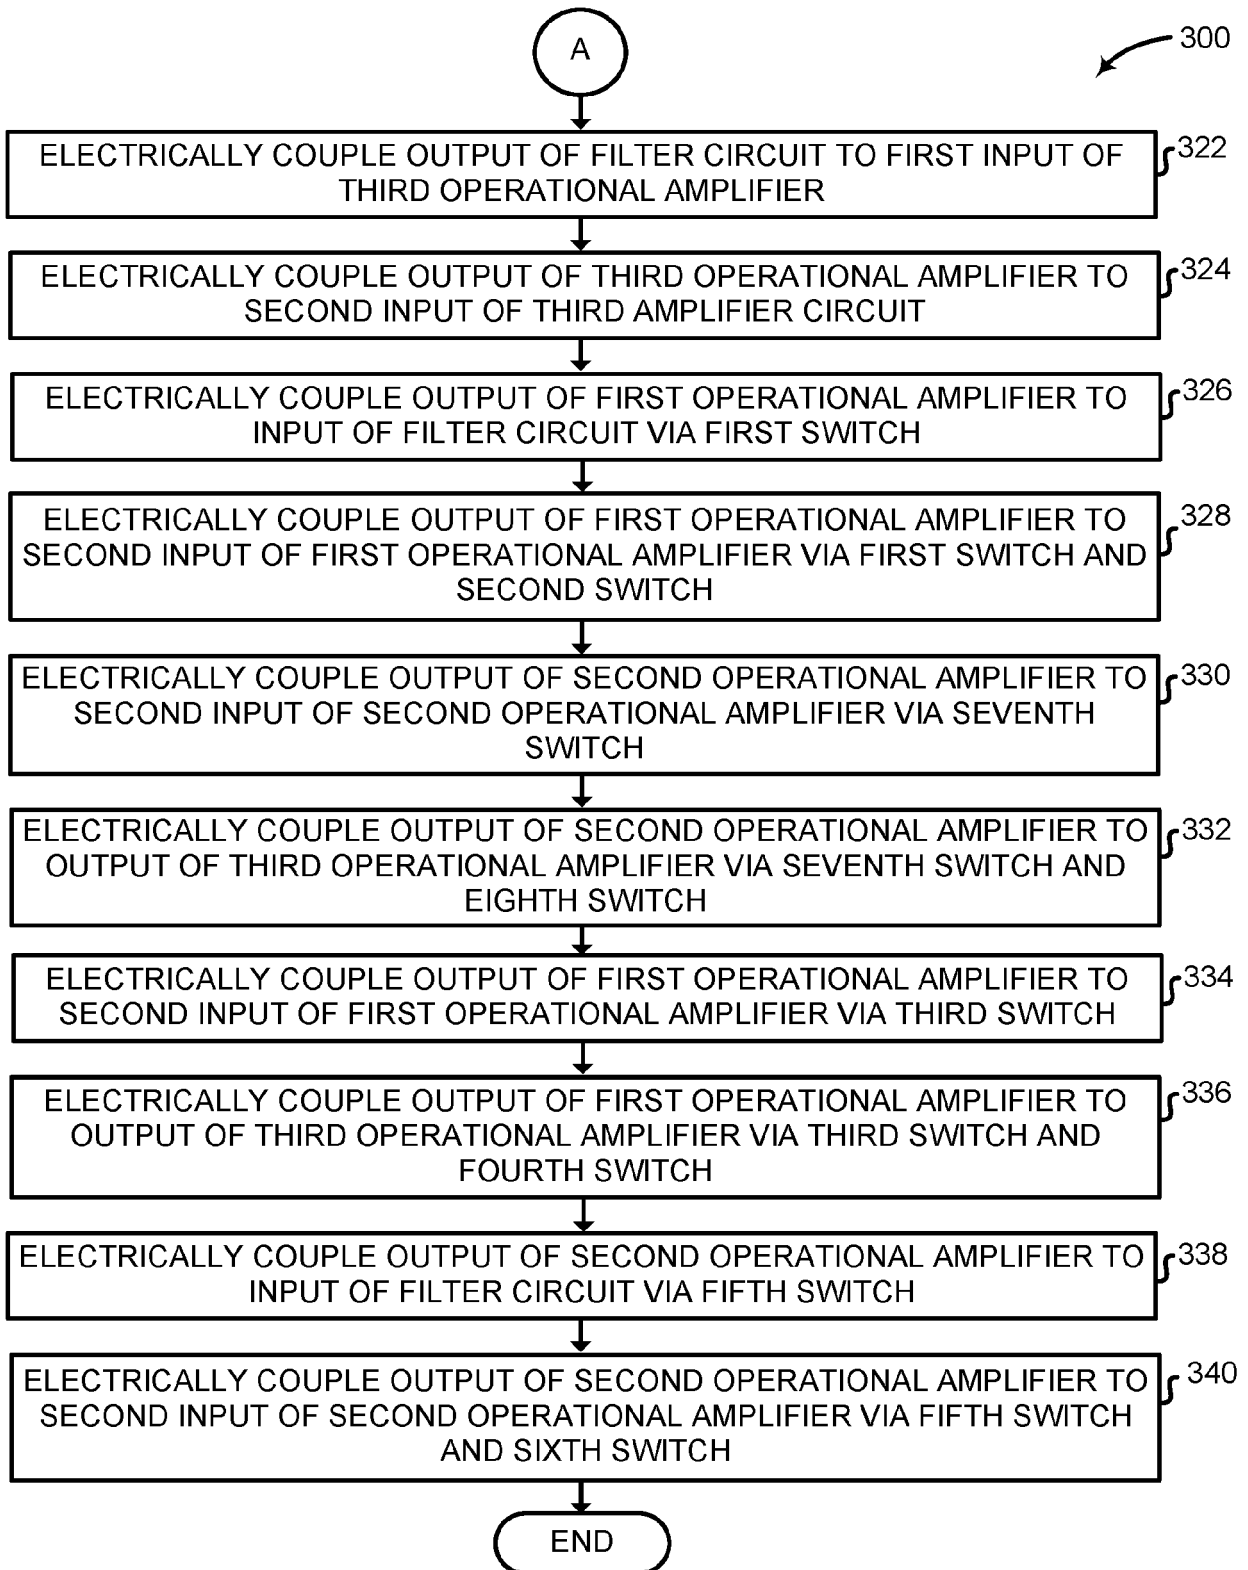 A
300
ELECTRICALLY COUPLE OUTPUT OF FILTER CIRCUIT TO FIRST INPUT OF
THIRD OPERATIONAL AMPLIFIER
322
ELECTRICALLY COUPLE OUTPUT OF THIRD OPERATIONAL AMPLIFIER TO
SECOND INPUT OF THIRD AMPLIFIER CIRCUIT
324
ELECTRICALLY COUPLE OUTPUT OF FIRST OPERATIONAL AMPLIFIER TO
INPUT OF FILTER CIRCUIT VIA FIRST SWITCH
326
ELECTRICALLY COUPLE OUTPUT OF FIRST OPERATIONAL AMPLIFIER TO
SECOND INPUT OF FIRST OPERATIONAL AMPLIFIER VIA FIRST SWITCH AND
SECOND SWITCH
328
ELECTRICALLY COUPLE OUTPUT OF SECOND OPERATIONAL AMPLIFIER TO
SECOND INPUT OF SECOND OPERATIONAL AMPLIFIER VIA SEVENTH
SWITCH
330
ELECTRICALLY COUPLE OUTPUT OF SECOND OPERATIONAL AMPLIFIER TO
OUTPUT OF THIRD OPERATIONAL AMPLIFIER VIA SEVENTH SWITCH AND
EIGHTH SWITCH
332
ELECTRICALLY COUPLE OUTPUT OF FIRST OPERATIONAL AMPLIFIER TO
SECOND INPUT OF FIRST OPERATIONAL AMPLIFIER VIA THIRD SWITCH
334
ELECTRICALLY COUPLE OUTPUT OF FIRST OPERATIONAL AMPLIFIER TO
OUTPUT OF THIRD OPERATIONAL AMPLIFIER VIA THIRD SWITCH AND
FOURTH SWITCH
336
ELECTRICALLY COUPLE OUTPUT OF SECOND OPERATIONAL AMPLIFIER TO
INPUT OF FILTER CIRCUIT VIA FIFTH SWITCH
338
ELECTRICALLY COUPLE OUTPUT OF SECOND OPERATIONAL AMPLIFIER TO
SECOND INPUT OF SECOND OPERATIONAL AMPLIFIER VIA FIFTH SWITCH
AND SIXTH SWITCH
340
END